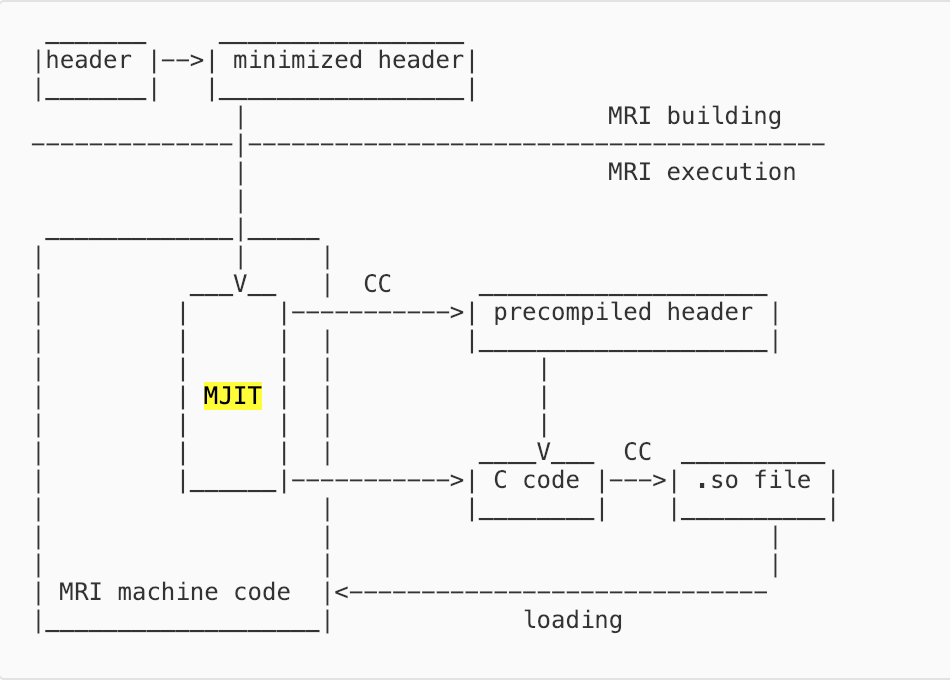 header minimized header
MRI building
MRI execution
CC
precompiled header
MJIT
CC
C code .so file
MRI machine code
loading